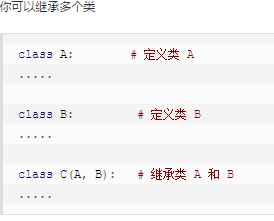 你可以继承多个类
class A:        # 定义类 A
.....
class B:         # 定义类 B
.....
class C(A, B):   # 继承类 A 和 B
.....